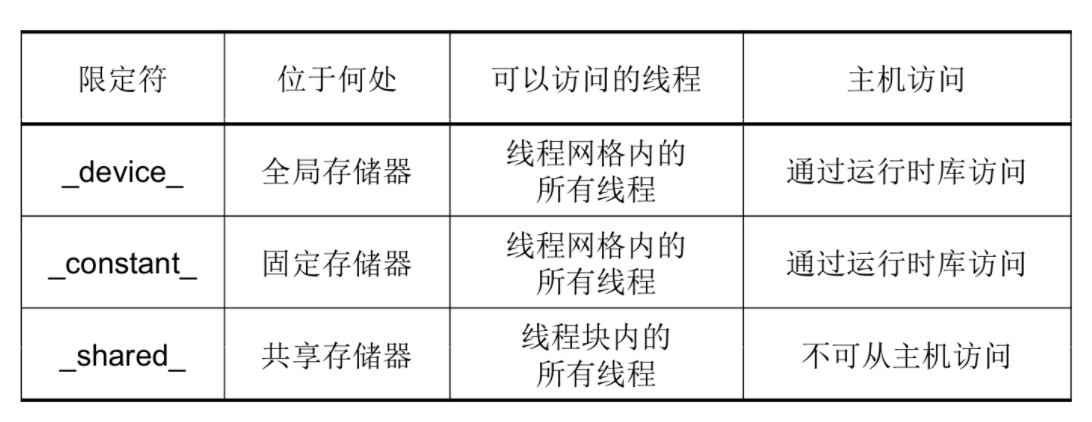 限定符 位于何处 可以访问的线程 主机访问
_device_ 全局存储器 线程网格内的 通过运行时库访问
所有线程
_constant_ 固定存储器 线程网格内的 通过运行时库访问
所有线程
_shared_ 共享存储器 线程块内的 不可从主机访问
所有线程